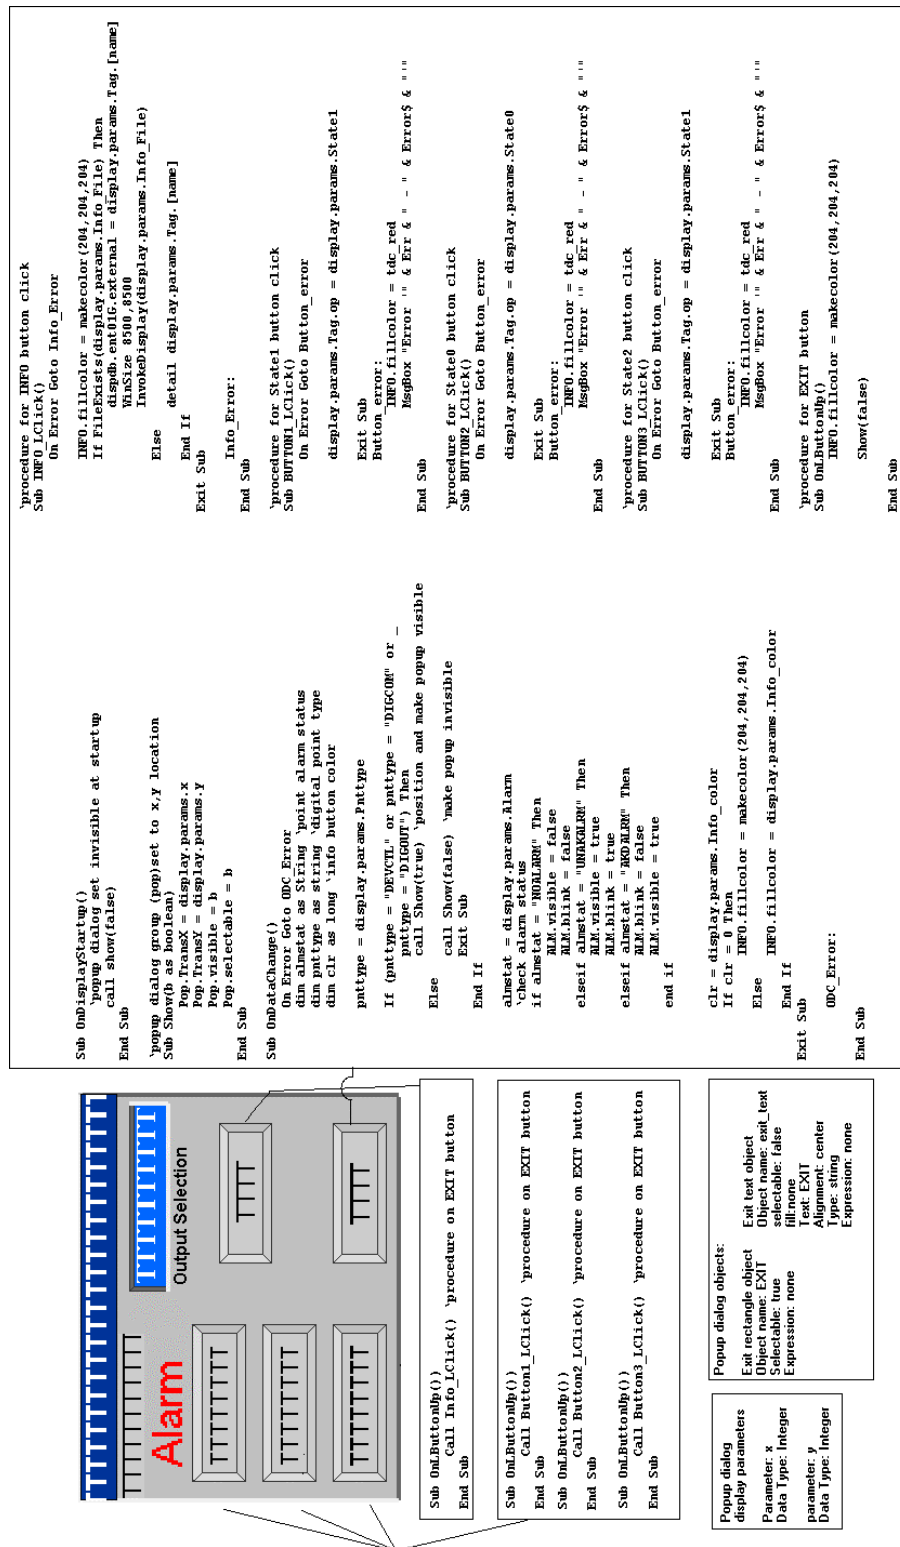 Alarm
Output Selection
TTTTTTTT
TTTTTTTT
TTTTTTTT
TTTT
TTTT
Sub OnLButtonUp())
Call Info_LClick() `procedure on EXIT button
End Sub
Sub OnLButtonUp())
Call Button1_LClick() `procedure on EXIT button
End Sub
Sub OnLButtonUp())
Call Button2_LClick() `procedure on EXIT button
End Sub
Sub OnLButtonUp())
Call Button3_LClick() `procedure on EXIT button
End Sub
Popup dialog
display parameters
Parameter: x
Data Type: Integer
parameter: y
Data Type: Integer
Popup dialog objects:
Exit rectangle object
Object name: EXIT
Selectable: true
Expression: none
Exit text object
Object name: exit_text
selectable: false
fill:none
Text: EXIT
Alignment: center
Type: string
Expression: none
Sub OnDisplayStartup()
`popup dialog set invisible at startup
call show(false)
End Sub
`popup dialog group (pop)set to x,y location
Sub Show(b as boolean)
Pop.TransX = display.params.x
Pop.TransY = display.params.y
Pop.visible = b
Pop.selectable = b
End Sub
Sub OnDataChange()
On Error Goto ODC_Error
dim almstat as String `point alarm status
dim pnttype as string `digital point type
dim clr as long `info button color
pnttype = display.params.Pnttype
If (pnttype = "DEVCTL" or pnttype = "DIGCOM" or _
pnttype = "DIGOUT") Then
call Show(true) `position and make popup visible
Else
call Show(false) `make popup invisible
Exit Sub
End If
almstat = display.params.Alarm
`check alarm status
if almstat = "NOALARM" Then
ALM.visible = false
ALM.blink = false
elseif almstat = "UNAKALRM" Then
ALM.visible = true
ALM.blink = true
elseif almstat = "AKDALRM" Then
ALM.blink = false
ALM.visible = true
end if
clr = display.params.Info_color
If clr = 0 Then
INFO.fillcolor = makecolor(204,204,204)
Else
INFO.fillcolor = display.params.Info_color
End If
Exit Sub
ODC_Error:
End Sub
`procedure for INFO button click
Sub INFO_LClick()
On Error Goto Info_Error
INFO.fillcolor = makecolor(204,204,204)
If FileExists(display.params.Info_File) Then
dispdb.ent01G.external = display.params.Tag.[name]
WinSize 8500,8500
InvokeDisplay(display.params.Info_File)
Else
detail display.params.Tag.[name]
End If
Exit Sub
Info_Error:
End Sub
`procedure for State1 button click
Sub BUTTON1_LClick()
On Error Goto Button_error
display.params.Tag.op = display.params.State1
Exit Sub
Button_error:
INFO.fillcolor = tdc_red
MsgBox "Error '" & Err & " - " & Error$ & "'"
End Sub
`procedure for State0 button click
Sub BUTTON2_LClick()
On Error Goto Button_error
display.params.Tag.op = display.params.State0
Exit Sub
Button_error:
INFO.fillcolor = tdc_red
MsgBox "Error '" & Err & " - " & Error$ & "'"
End Sub
`procedure for State2 button click
Sub BUTTON3_LClick()
On Error Goto Button_error
display.params.Tag.op = display.params.State1
Exit Sub
Button_error:
INFO.fillcolor = tdc_red
MsgBox "Error '" & Err & " - " & Error$ & "'"
End Sub
`procedure for EXIT button
Sub OnLButtonUp()
INFO.fillcolor = makecolor(204,204,204)
Show(false)
End Sub